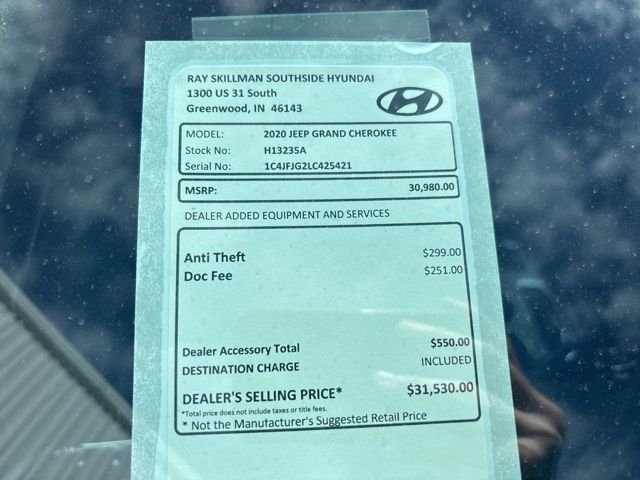 RAY SKILLMAN SOUTHSIDE HYUNDAI
1300 US 31 South
Greenwood, IN 46143
MODEL: 2020 JEEP GRAND CHEROKEE
Stock No: H13235A
Serial No: 1C4JFJG2LC425421
MSRP: 30,980.00
DEALER ADDED EQUIPMENT AND SERVICES
Anti Theft $299.00
Doc Fee $251.00
Dealer Accessory Total $550.00
DESTINATION CHARGE INCLUDED
DEALER'S SELLING PRICE* $31,530.00
*Total price does not include taxes or title fees.
* Not the Manufacturer's Suggested Retail Price